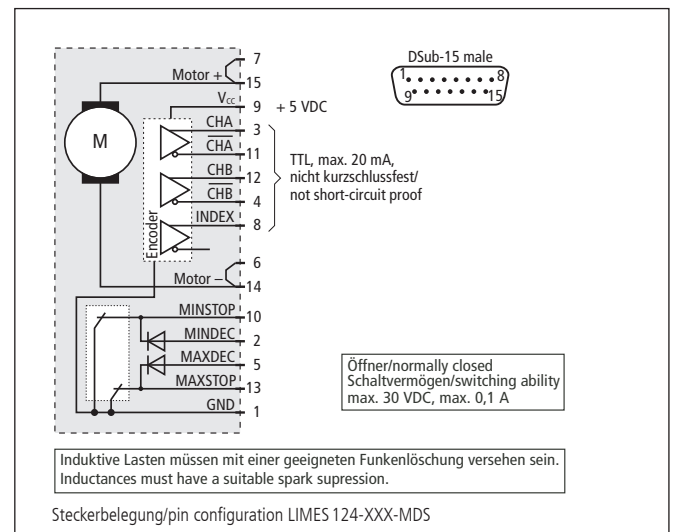 DSub-15 male
1 8
9 15
7
Motor + 15
Vcc 9 + 5 VDC
M
CHA 3
CHA 11
CHB 12
CHB 4
INDEX 8
Encoder
TTL, max. 20 mA,
nicht kurzschlussfest/
not short-circuit proof
6
Motor – 14
MINSTOP 10
MINDEC 2
MAXDEC 5
MAXSTOP 13
GND 1
Öffner/normally closed
Schaltvermögen/switching ability
max. 30 VDC, max. 0,1 A
Induktive Lasten müssen mit einer geeigneten Funkenlöschung versehen sein.
Inductances must have a suitable spark supression.
Steckerbelegung/pin configuration LIMES 124-XXX-MDS